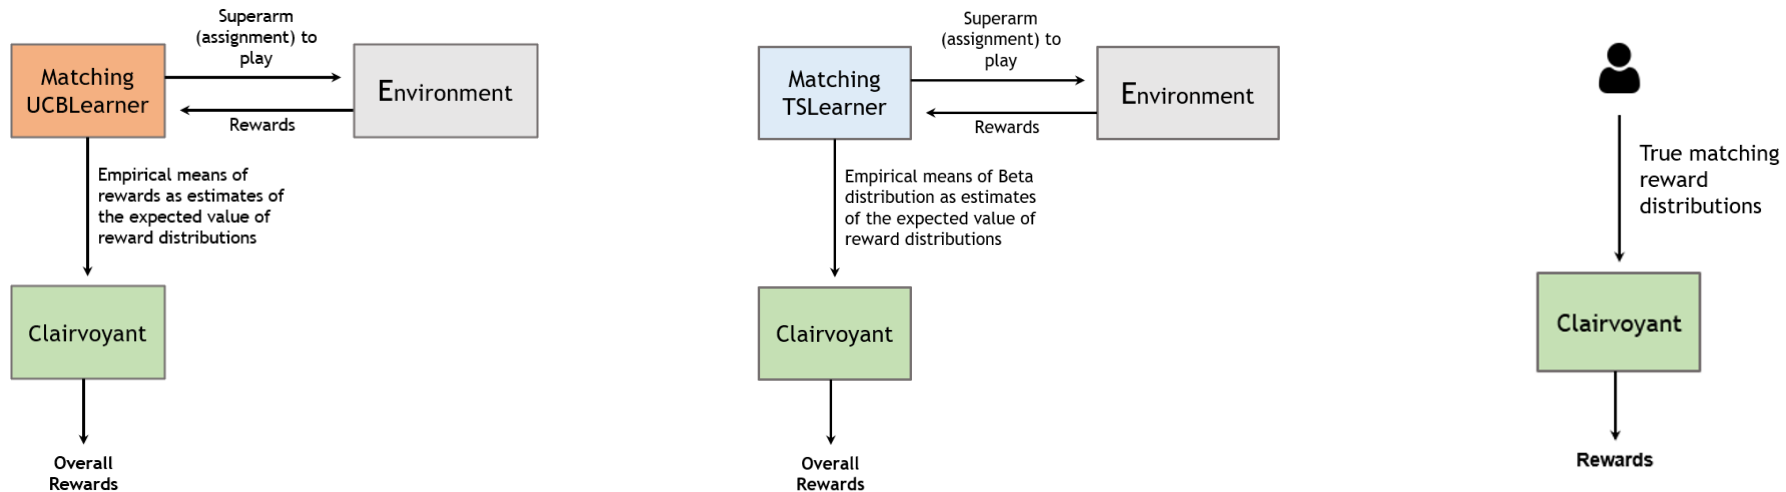 Superarm
(assignment) to
play
Matching
UCBLearner
Environment
Rewards
Empirical means of
rewards as estimates of
the expected value of
reward distributions
Clairvoyant
Overall
Rewards
Superarm
(assignment) to
play
Matching
TSLearner
Environment
Rewards
Empirical means of Beta
distribution as estimates
of the expected value of
reward distributions
Clairvoyant
Overall
Rewards
True matching
reward
distributions
Clairvoyant
Rewards